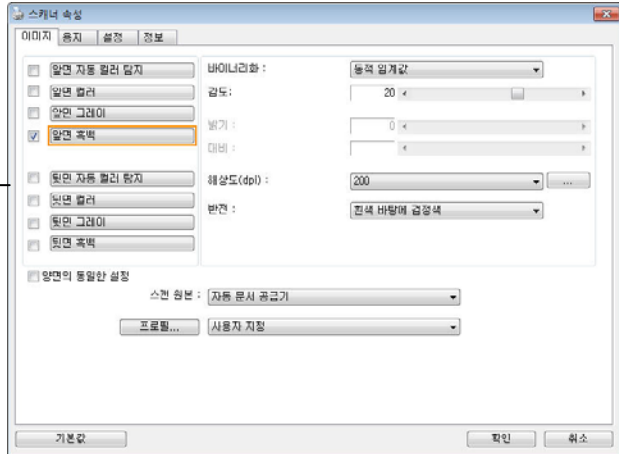 스캐너 속성
이미지 용지 설정 정보
앞면 자동 컬러 탐지
앞면 컬러
앞면 그레이
앞면 흑백
뒷면 자동 컬러 탐지
뒷면 컬러
뒷면 그레이
뒷면 흑백
바이너리화 : 동적 임계값
감도: 20
밝기 : 0
대비 :
해상도(dpi) : 200 ...
반전 : 흰색 바탕에 검정색
양면의 동일한 설정
스캔 원본 : 자동 문서 공급기
프로필... 사용자 지정
기본값 확인 취소